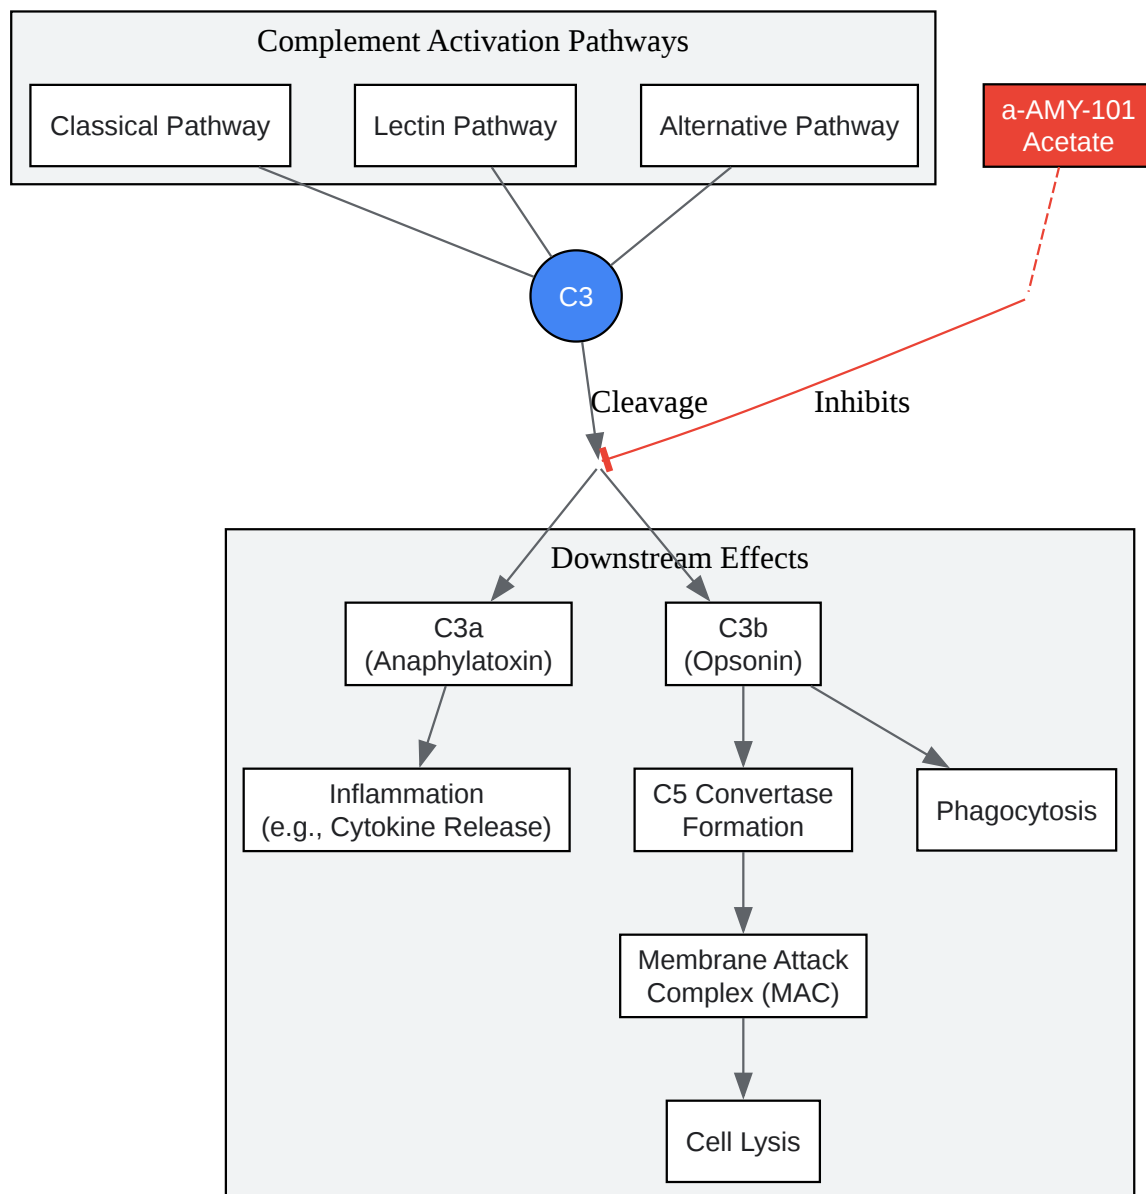 Complement Activation Pathways
Classical Pathway
Lectin Pathway
Alternative Pathway
a-AMY-101
Acetate
C3
Cleavage
Inhibits
Downstream Effects
C3a
(Anaphylatoxin)
C3b
(Opsonin)
Inflammation
(e.g., Cytokine Release)
C5 Convertase
Formation
Phagocytosis
Membrane Attack
Complex (MAC)
Cell Lysis